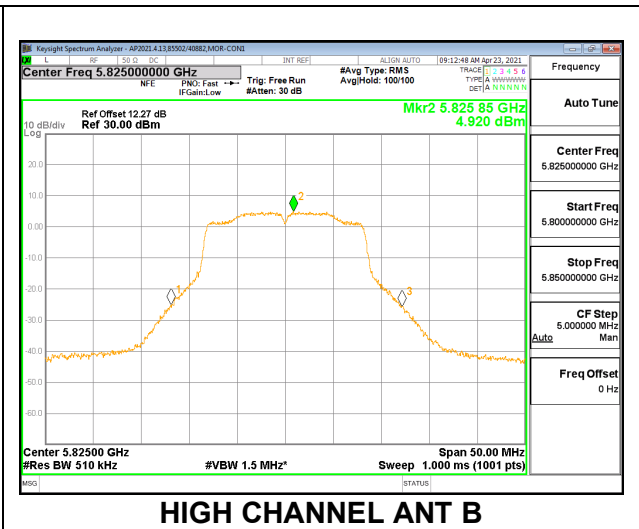 Keysight Spectrum Analyzer - AP2021.4.13,85502/40882,MOR-CON1
LXI L RF 50 Ω DC INT REF ALIGN AUTO 09:12:48 AM Apr 23, 2021
Center Freq 5.825000000 GHz
NFE PNO: Fast IFGain:Low
Trig: Free Run
#Atten: 30 dB
#Avg Type: RMS
Avg|Hold: 100/100
TRACE 1 2 3 4 5 6
TYPE A WWWWW
DET A NNNNN
Frequency
Auto Tune
Center Freq
5.825000000 GHz
Start Freq
5.800000000 GHz
Stop Freq
5.850000000 GHz
CF Step
5.000000 MHz
Auto Man
Freq Offset
0 Hz
Mkr2 5.825 85 GHz
4.920 dBm
Ref Offset 12.27 dB
10 dB/div Ref 30.00 dBm
Log
20.0
10.0
0.00
-10.0
-20.0
-30.0
-40.0
-50.0
-60.0
1
2
3
Center 5.82500 GHz Span 50.00 MHz
#Res BW 510 kHz #VBW 1.5 MHz* Sweep 1.000 ms (1001 pts)
MSG STATUS
HIGH CHANNEL ANT B